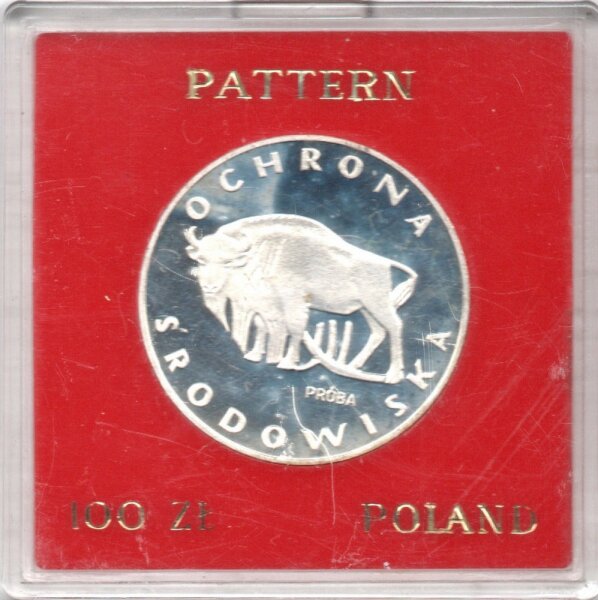 PATTERN
OCHRONA
ŚRODOWISKA
PRÓBA
100 ZŁ
POLAND